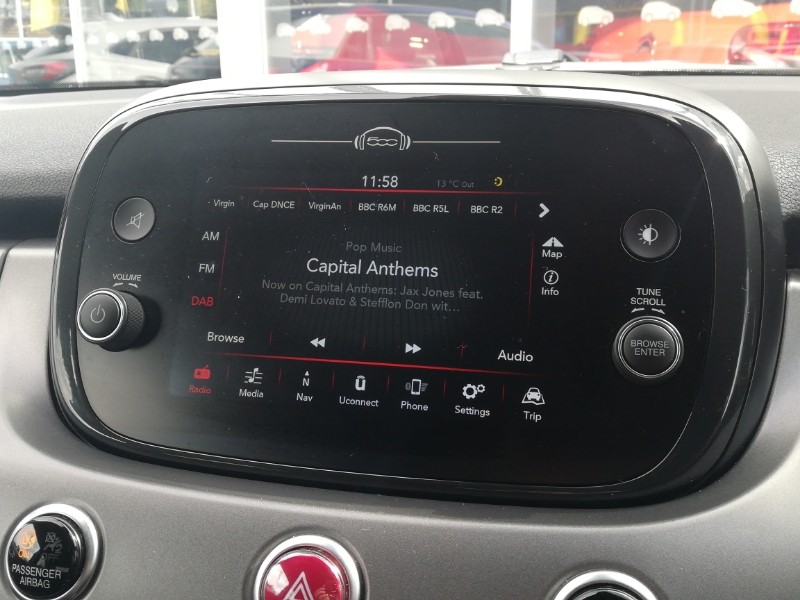 500
11:58 13°C Out
Virgin Cap DNCE VirginAn BBC R6M BBC R5L BBC R2
AM
FM
DAB
Pop Music
Capital Anthems
Now on Capital Anthems: Jax Jones feat.
Demi Lovato & Stefflon Don wit...
Map
Info
VOLUME
TUNE
SCROLL
BROWSE
ENTER
Browse Audio
Radio Media Nav Uconnect Phone Settings Trip
N
PASSENGER
AIRBAG